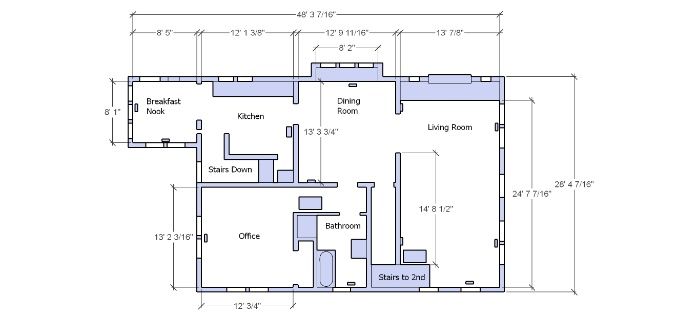 48' 3 7/16"
8' 5"
12' 1 3/8"
12' 9 11/16"
13' 7/8"
8' 2"
8' 1"
Breakfast
Nook
Kitchen
Dining
Room
Living Room
13' 3 3/4"
Stairs Down
28' 4 7/16"
24' 7 7/16"
14' 8 1/2"
13' 2 3/16"
Office
Bathroom
Stairs to 2nd
12' 3/4"